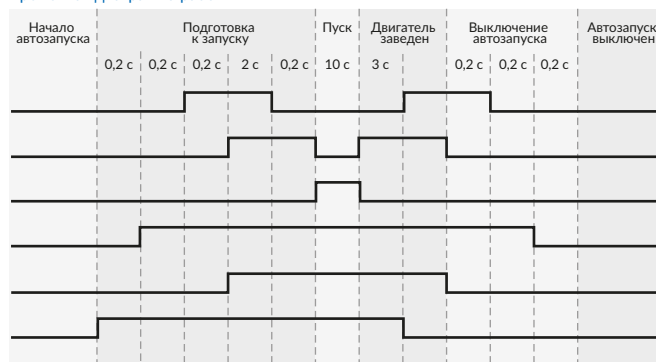 Начало
автозапуска
Подготовка
к запуску
Пуск
Двигатель
заведен
Выключение
автозапуска
Автозапуск
выключен
0,2 с 0,2 с 0,2 с 2 с 0,2 с 10 с 3 с 0,2 с 0,2 с 0,2 с